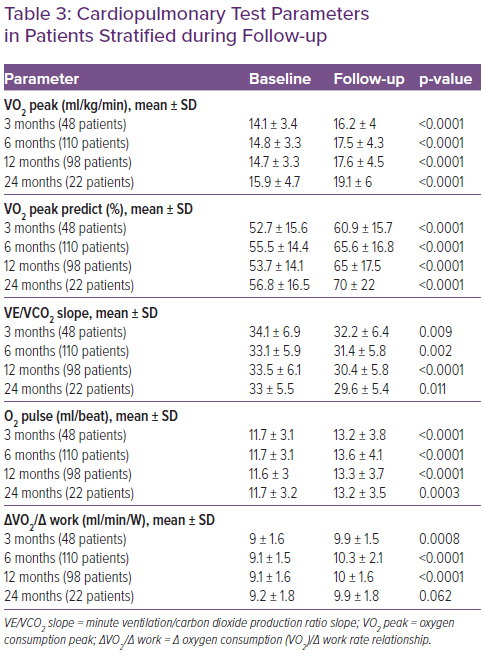 Table 3: Cardiopulmonary Test Parameters
in Patients Stratified during Follow-up
Parameter Baseline Follow-up p-value
VO₂ peak (ml/kg/min), mean ± SD
3 months (48 patients) 14.1 ± 3.4 16.2 ± 4 <0.0001
6 months (110 patients) 14.8 ± 3.3 17.5 ± 4.3 <0.0001
12 months (98 patients) 14.7 ± 3.3 17.6 ± 4.5 <0.0001
24 months (22 patients) 15.9 ± 4.7 19.1 ± 6 <0.0001
VO₂ peak predict (%), mean ± SD
3 months (48 patients) 52.7 ± 15.6 60.9 ± 15.7 <0.0001
6 months (110 patients) 55.5 ± 14.4 65.6 ± 16.8 <0.0001
12 months (98 patients) 53.7 ± 14.1 65 ± 17.5 <0.0001
24 months (22 patients) 56.8 ± 16.5 70 ± 22 <0.0001
VE/VCO₂ slope, mean ± SD
3 months (48 patients) 34.1 ± 6.9 32.2 ± 6.4 0.009
6 months (110 patients) 33.1 ± 5.9 31.4 ± 5.8 0.002
12 months (98 patients) 33.5 ± 6.1 30.4 ± 5.8 <0.0001
24 months (22 patients) 33 ± 5.5 29.6 ± 5.4 0.011
O₂ pulse (ml/beat), mean ± SD
3 months (48 patients) 11.7 ± 3.1 13.2 ± 3.8 <0.0001
6 months (110 patients) 11.7 ± 3.1 13.6 ± 4.1 <0.0001
12 months (98 patients) 11.6 ± 3 13.3 ± 3.7 <0.0001
24 months (22 patients) 11.7 ± 3.2 13.2 ± 3.5 0.0003
ΔVO₂/Δ work (ml/min/W), mean ± SD
3 months (48 patients) 9 ± 1.6 9.9 ± 1.5 0.0008
6 months (110 patients) 9.1 ± 1.5 10.3 ± 2.1 <0.0001
12 months (98 patients) 9.1 ± 1.6 10 ± 1.6 <0.0001
24 months (22 patients) 9.2 ± 1.8 9.9 ± 1.8 0.062
VE/VCO₂ slope = minute ventilation/carbon dioxide production ratio slope; VO₂ peak = oxygen
consumption peak; ΔVO₂/Δ work = Δ oxygen consumption (VO₂)/Δ work rate relationship.